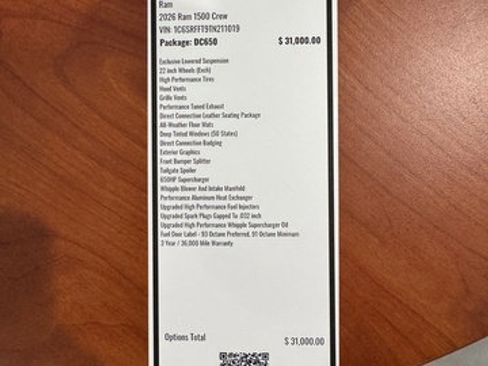 Ram
2026 Ram 1500 Crew
VIN: 1C6SRFFT9TN211019
Package: DC650 $ 31,000.00
Exclusive Lowered Suspension
22 inch Wheels (Exch)
High Performance Tires
Hood Vents
Grille Vents
Performance Tuned Exhaust
Direct Connection Leather Seating Package
All-Weather Floor Mats
Deep Tinted Windows (50 States)
Direct Connection Badging
Exterior Graphics
Front Bumper Splitter
Tailgate Spoiler
650HP Supercharger
Whipple Blower And Intake Manifold
Performance Aluminum Heat Exchanger
Upgraded High Performance Fuel Injectors
Upgraded Spark Plugs Gapped To .032 inch
Upgraded High Performance Whipple Supercharger Oil
Fuel Door Label - 93 Octane Preferred, 91 Octane Minimum
3 Year / 36,000 Mile Warranty
Options Total $ 31,000.00